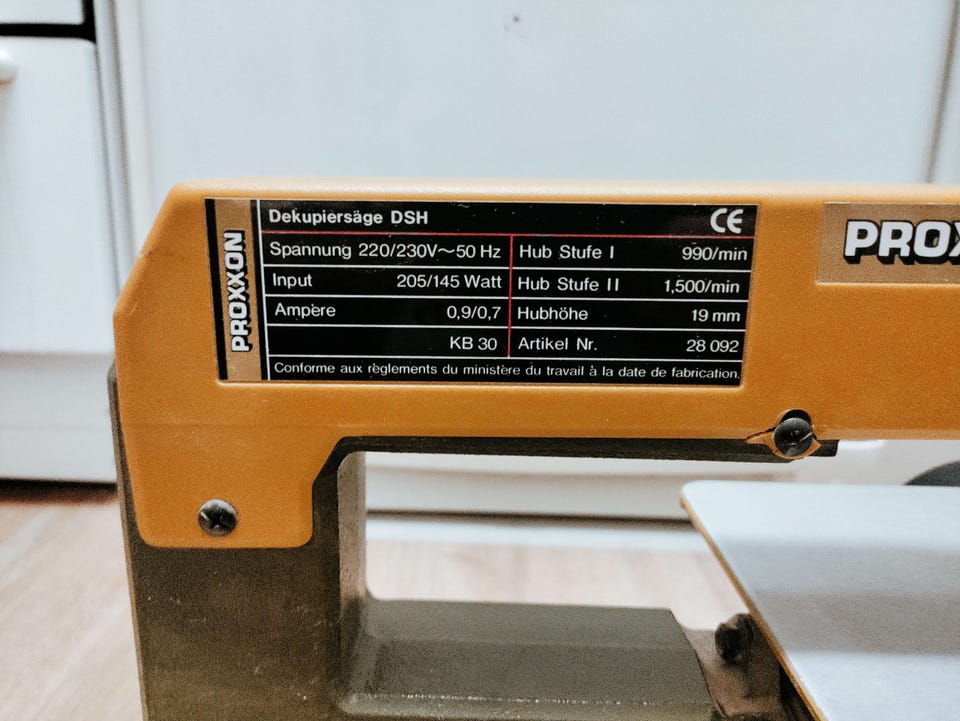 PROXXON
Dekupiersäge DSH CE
Spannung 220/230V~50 Hz Hub Stufe I 990/min
Input 205/145 Watt Hub Stufe II 1,500/min
Ampère 0,9/0,7 Hubhöhe 19 mm
KB 30 Artikel Nr. 28 092
Conforme aux règlements du ministère du travail à la date de fabrication.
PROX